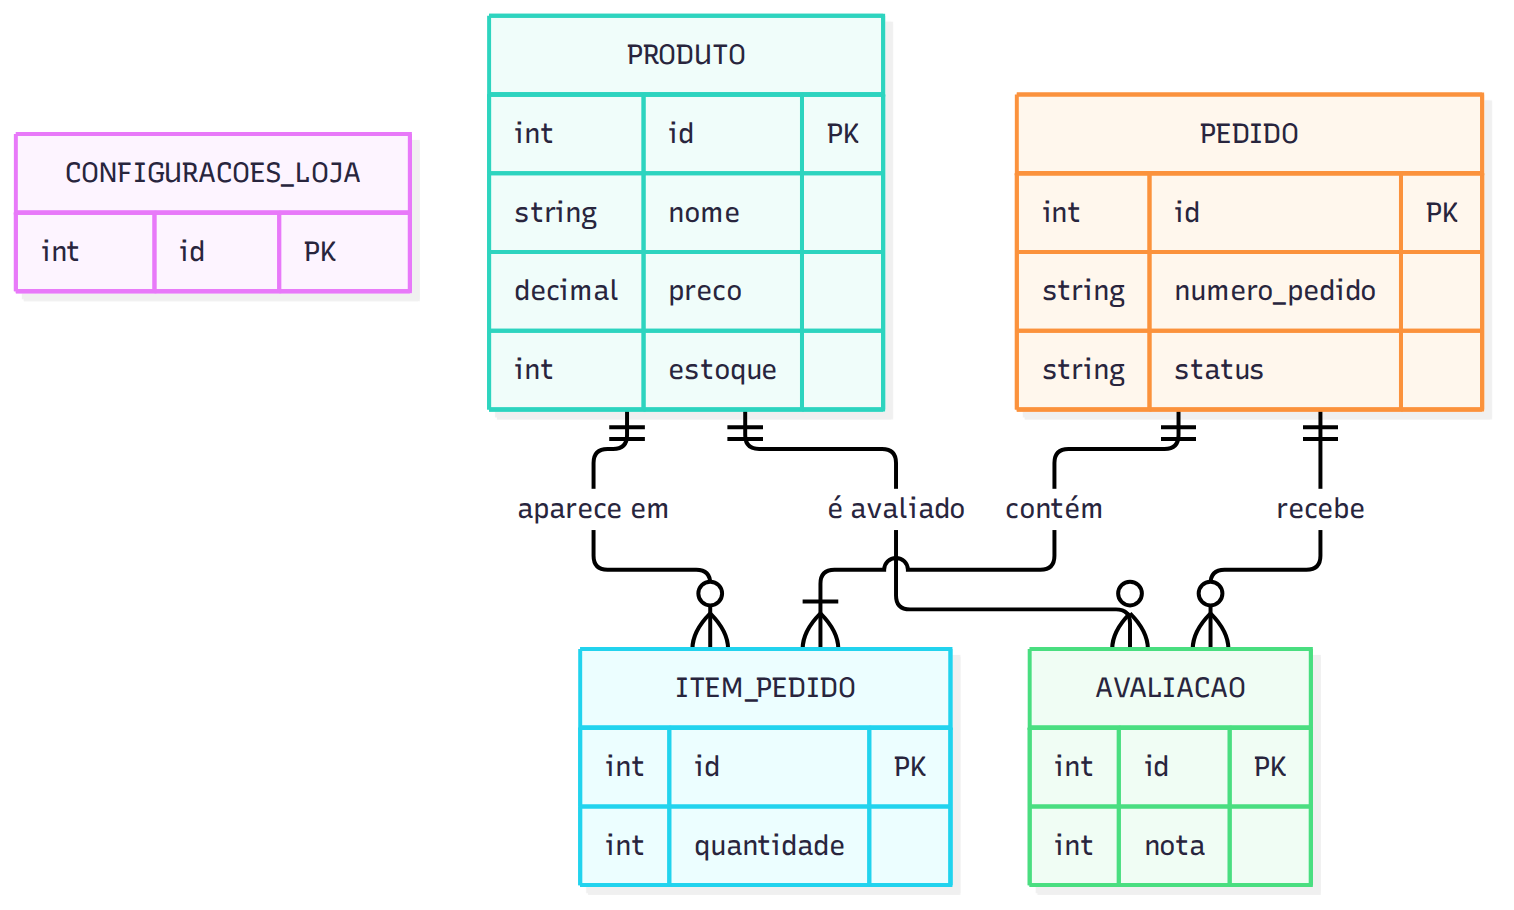 CONFIGURACOES_LOJA
int id PK
PRODUTO
int id PK
string nome
decimal preco
int estoque
PEDIDO
int id PK
string numero_pedido
string status
aparece em
é avaliado
contém
recebe
ITEM_PEDIDO
int id PK
int quantidade
AVALIACAO
int id PK
int nota